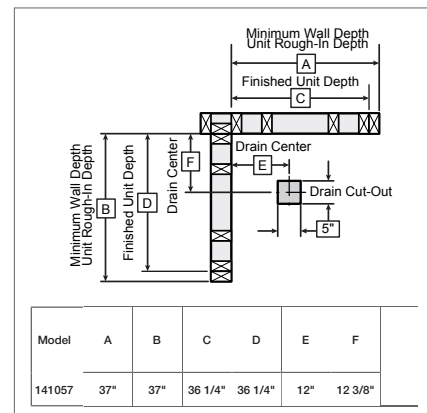 Minimum Wall Depth
Unit Rough-In Depth
A
Finished Unit Depth
C
Drain Center
E
F
Drain Center
Finished Unit Depth
D
Minimum Wall Depth
Unit Rough-In Depth
B
Drain Cut-Out
5"
Model A B C D E F
141057 37" 37" 36 1/4" 36 1/4" 12" 12 3/8"